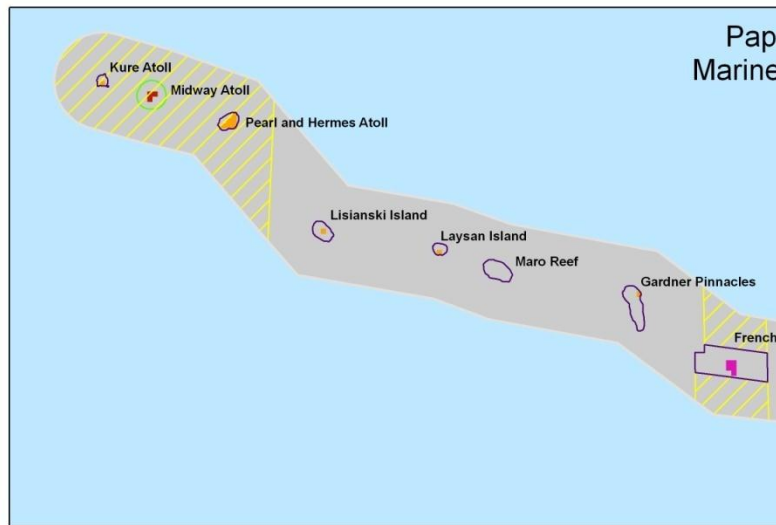 Pap
Marine
Kure Atoll
Midway Atoll
Pearl and Hermes Atoll
Lisianski Island
Laysan Island
Maro Reef
Gardner Pinnacles
French